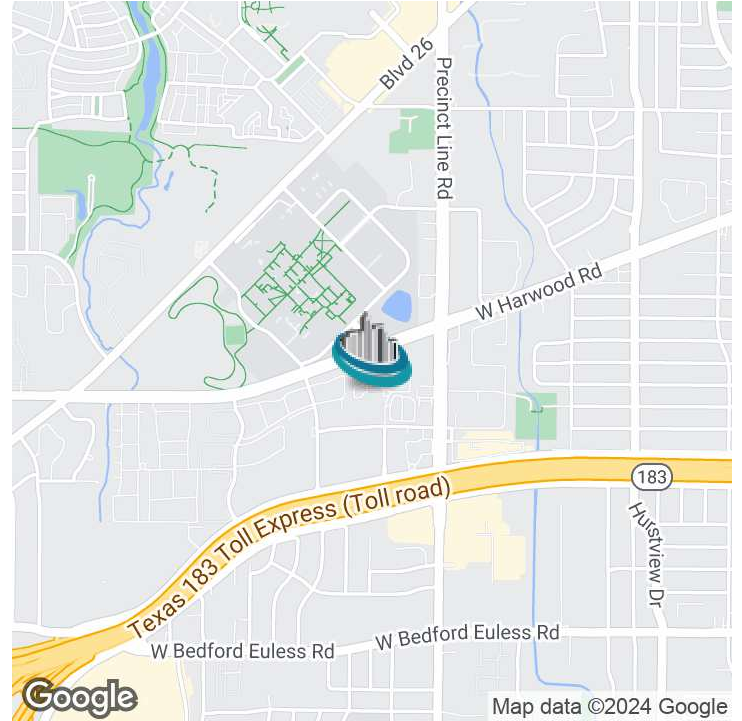 Blvd 26
Precinct Line Rd
W Harwood Rd
183
Texas 183 Toll Express (Toll road)
Hurstview Dr
W Bedford Euless Rd
W Bedford Euless Rd
Google
Map data ©2024 Google